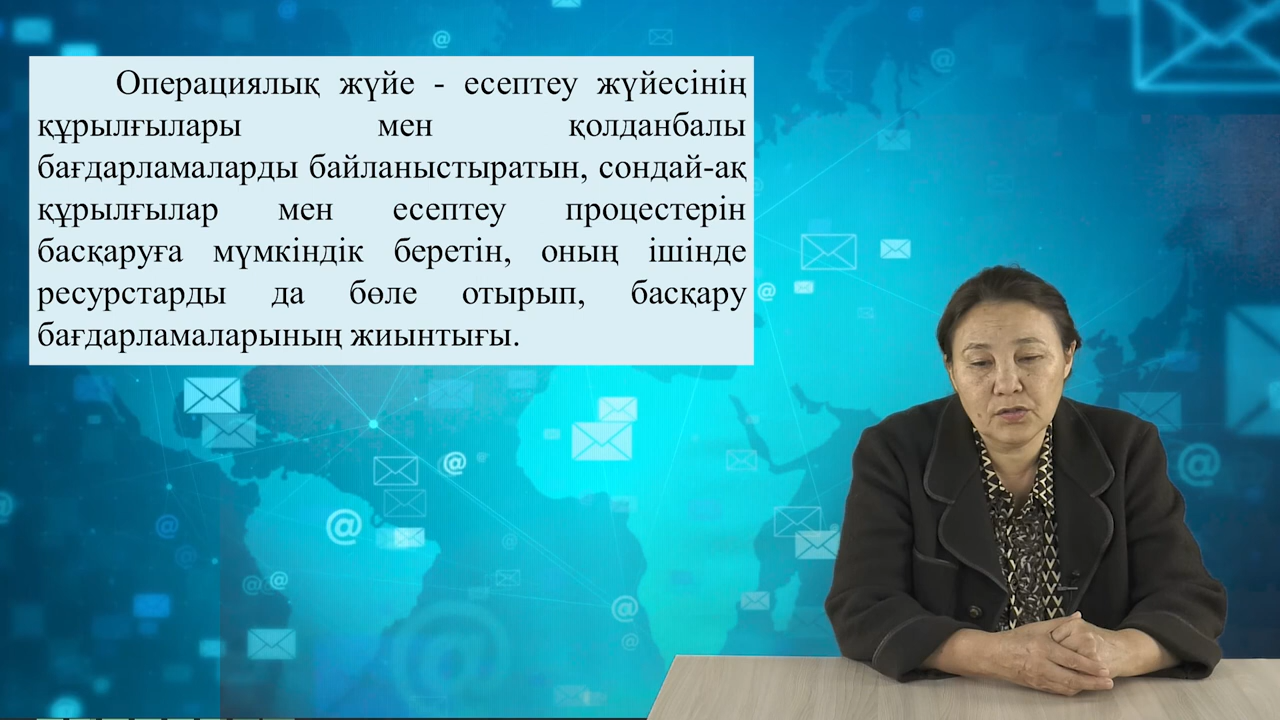 Операциялық жүйе - есептеу жүйесінің
құрылғылары мен қолданбалы
бағдарламаларды байланыстыратын, сондай-ақ
құрылғылар мен есептеу процестерін
басқаруға мүмкіндік беретін, оның ішінде
ресурстарды да бөле отырып, басқару
бағдарламаларының жиынтығы.